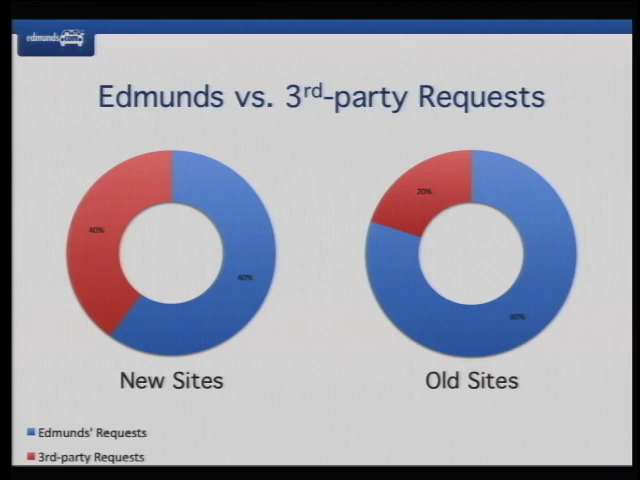 edmunds.com
Edmunds vs. 3rd-party Requests
40%
60%
20%
80%
New Sites
Old Sites
Edmunds' Requests
3rd-party Requests